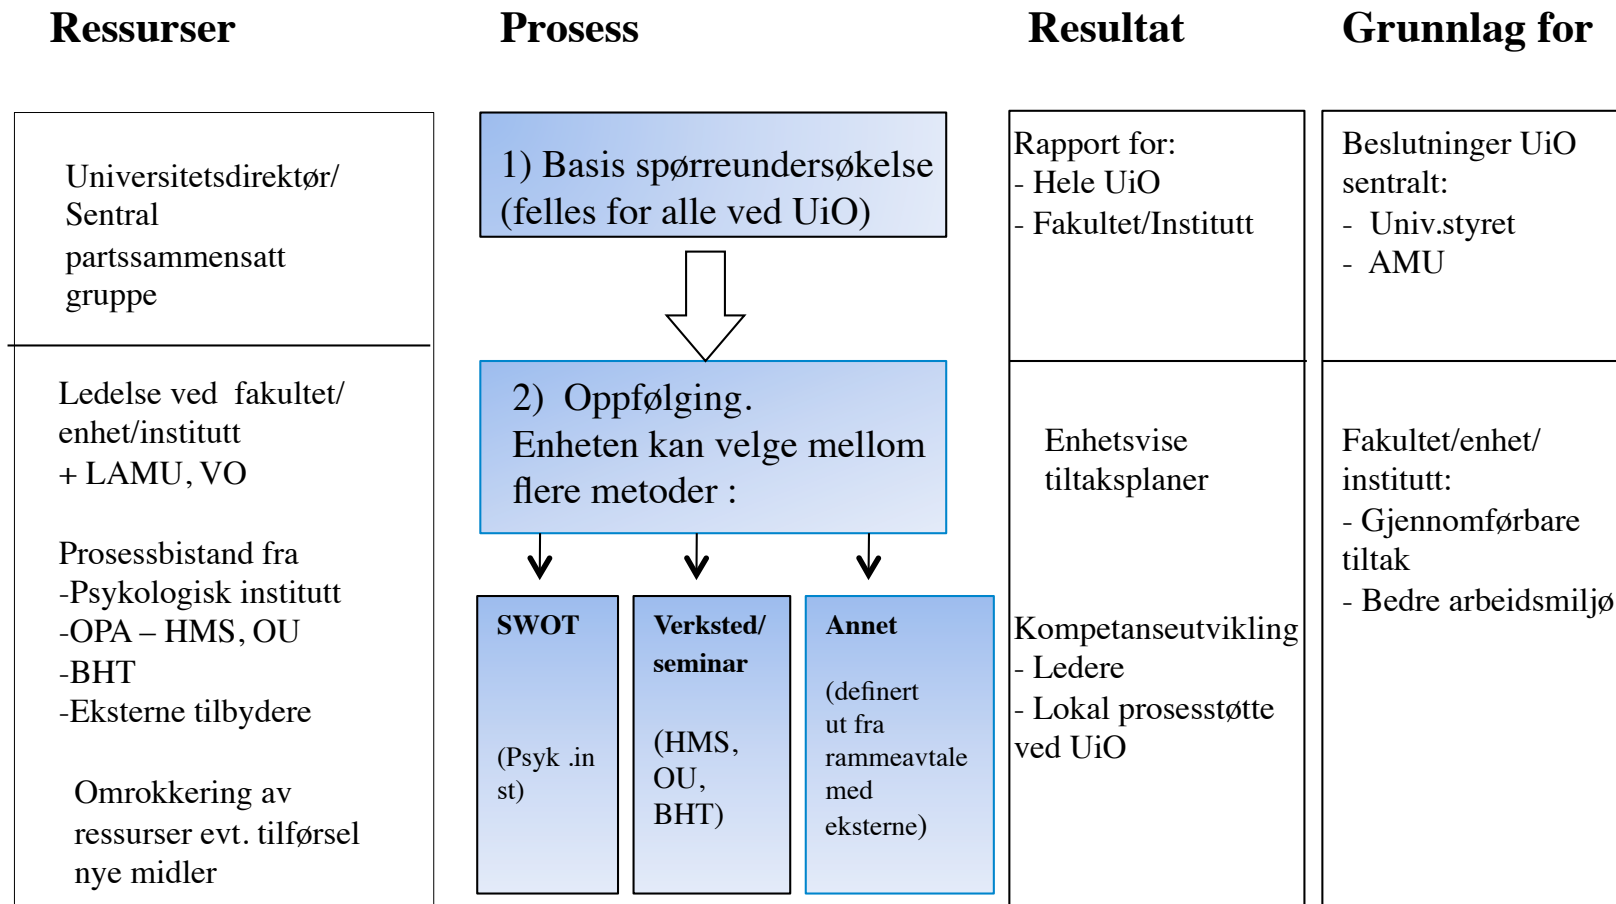 Ressurser
Prosess
Resultat
Grunnlag for
Universitetsdirektør/
Sentral
partssammensatt
gruppe
Ledelse ved  fakultet/
enhet/institutt
+ LAMU, VO
Prosessbistand fra
-Psykologisk institutt
-OPA – HMS, OU
-BHT
-Eksterne tilbydere
Omrokkering av
ressurser evt. tilførsel
nye midler
1) Basis spørreundersøkelse
(felles for alle ved UiO)
2)  Oppfølging.
Enheten kan velge mellom
flere metoder :
SWOT
(Psyk .in
st)
Verksted/
seminar
(HMS,
OU,
BHT)
Annet
(definert
ut fra
rammeavtale
med
eksterne)
Rapport for:
- Hele UiO
- Fakultet/Institutt
Enhetsvise
tiltaksplaner
Kompetanseutvikling
- Ledere
- Lokal prosesstøtte
ved UiO
Beslutninger UiO
sentralt:
-  Univ.styret
-  AMU
Fakultet/enhet/
institutt:
- Gjennomførbare
tiltak
- Bedre arbeidsmiljø